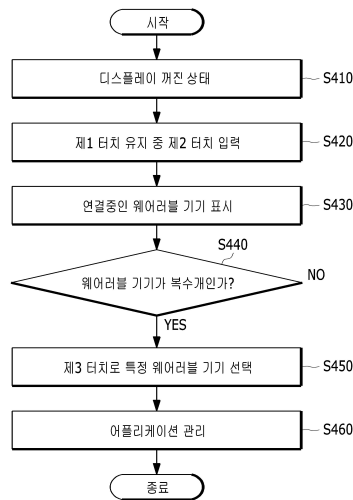 시작
디스플레이 꺼진 상태 S410
제1 터치 유지 중 제2 터치 입력 S420
연결중인 웨어러블 기기 표시 S430
S440
웨어러블 기기가 복수개인가? NO
YES
제3 터치로 특정 웨어러블 기기 선택 S450
어플리케이션 관리 S460
종료